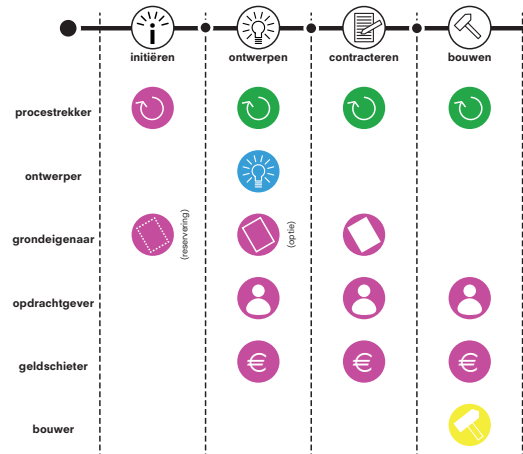 initiëren
ontwerpen
contracteren
bouwen
procestrekker
ontwerper
grondeigenaar
(reservering)
(optie)
opdrachtgever
geldschieter
€
€
€
bouwer